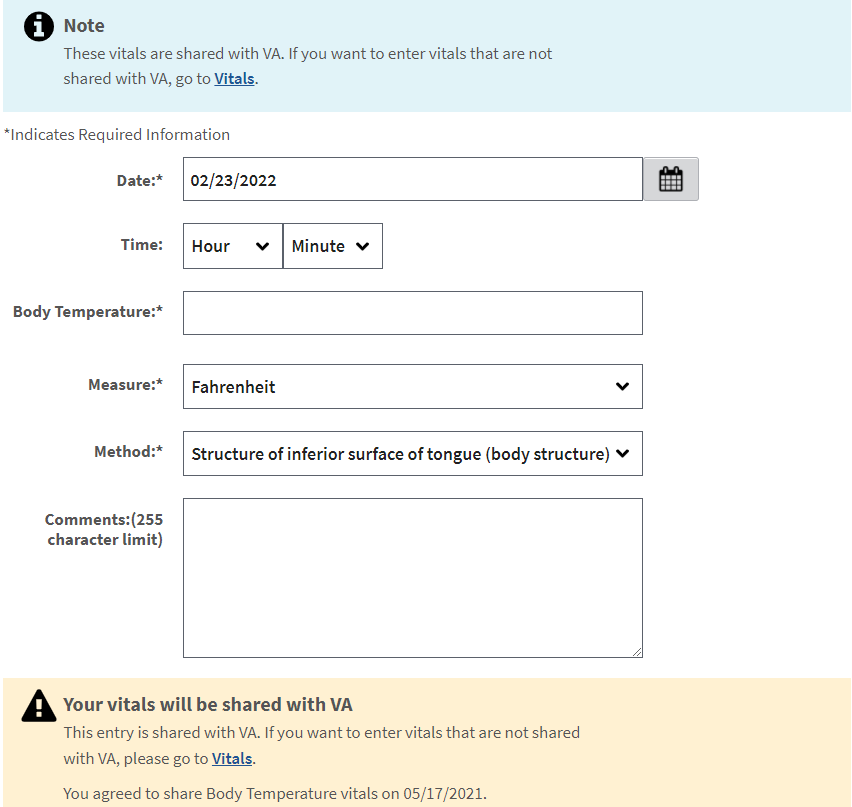 Note
These vitals are shared with VA. If you want to enter vitals that are not
shared with VA, go to Vitals.
*Indicates Required Information
Date:* 02/23/2022
Time: Hour Minute
Body Temperature:*
Measure:* Fahrenheit
Method:* Structure of inferior surface of tongue (body structure)
Comments:(255
character limit)
Your vitals will be shared with VA
This entry is shared with VA. If you want to enter vitals that are not shared
with VA, please go to Vitals.
You agreed to share Body Temperature vitals on 05/17/2021.